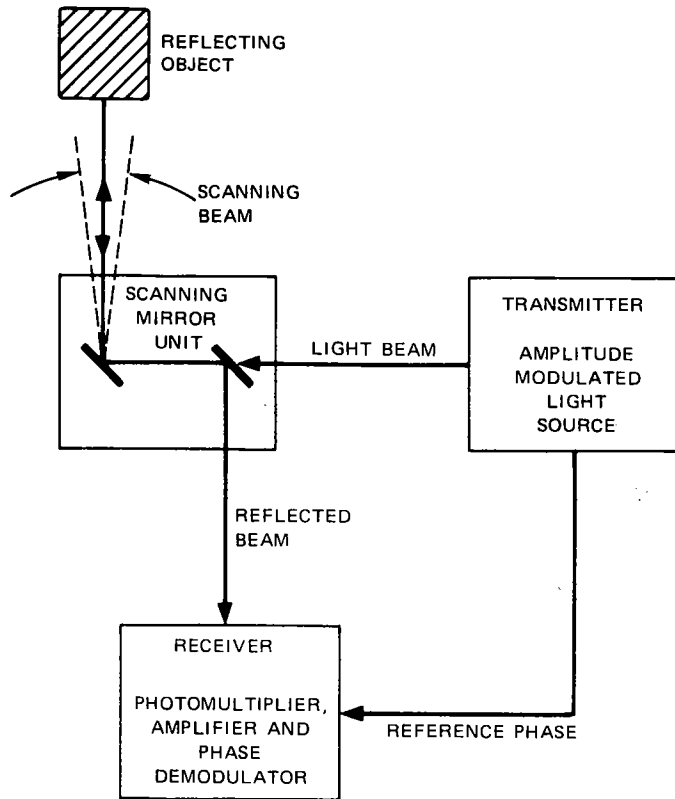 REFLECTING
OBJECT
SCANNING
BEAM
SCANNING
MIRROR
UNIT
LIGHT BEAM
TRANSMITTER
AMPLITUDE
MODULATED
LIGHT
SOURCE
REFLECTED
BEAM
RECEIVER
PHOTOMULTIPLIER,
AMPLIFIER AND
PHASE
DEMODULATOR
REFERENCE PHASE